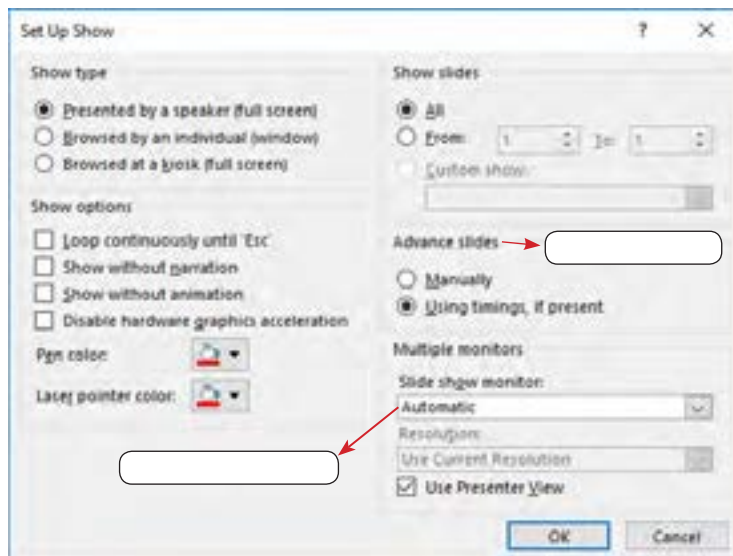 Set Up Show
Show type
Presented by a speaker (full screen)
Browsed by an individual (window)
Browsed at a kiosk (full screen)
Show options
Loop continuously until 'Esc'
Show without narration
Show without animation
Disable hardware graphics acceleration
Pen color:
Laser pointer color:
Show slides
All
From: 1 To: 1
Custom show:
Advance slides
Manually
Using timings, if present
Multiple monitors
Slide show monitor:
Automatic
Resolution:
Use Current Resolution
Use Presenter View
OK Cancel